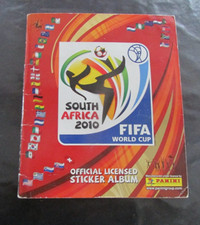 SOUTH
AFRICA
2010
FIFA
WORLD CUP
OFFICIAL LICENSED
STICKER ALBUM
PANINI